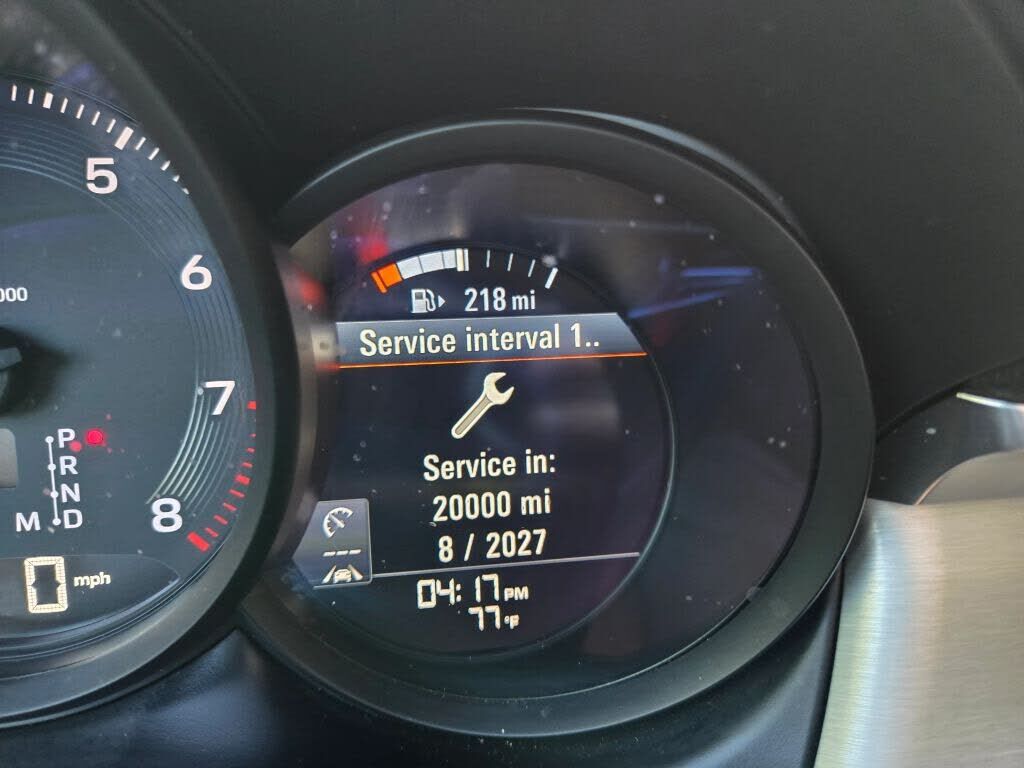 5
6
000
7
8
P
R
N
M D
0 mph
218 mi
Service interval 1..
Service in:
20000 mi
8 / 2027
---
04:17 PM
77°F